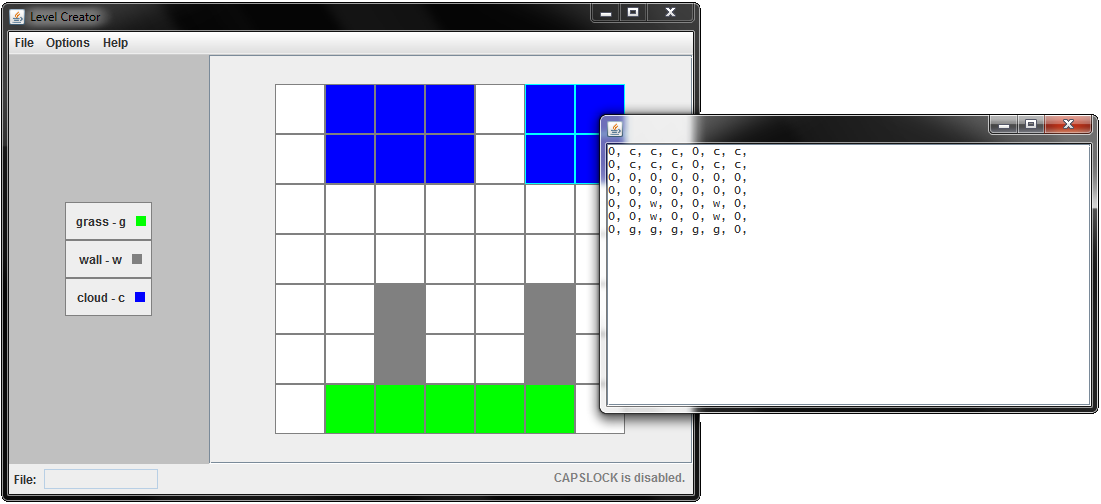 Level Creator
File Options Help
grass - g
wall - w
cloud - c
File:
CAPSLOCK is disabled.
0, c, c, c, 0, c, c,
0, c, c, c, 0, c, c,
0, 0, 0, 0, 0, 0, 0,
0, 0, 0, 0, 0, 0, 0,
0, 0, w, 0, 0, w, 0,
0, 0, w, 0, 0, w, 0,
0, g, g, g, g, g, 0,